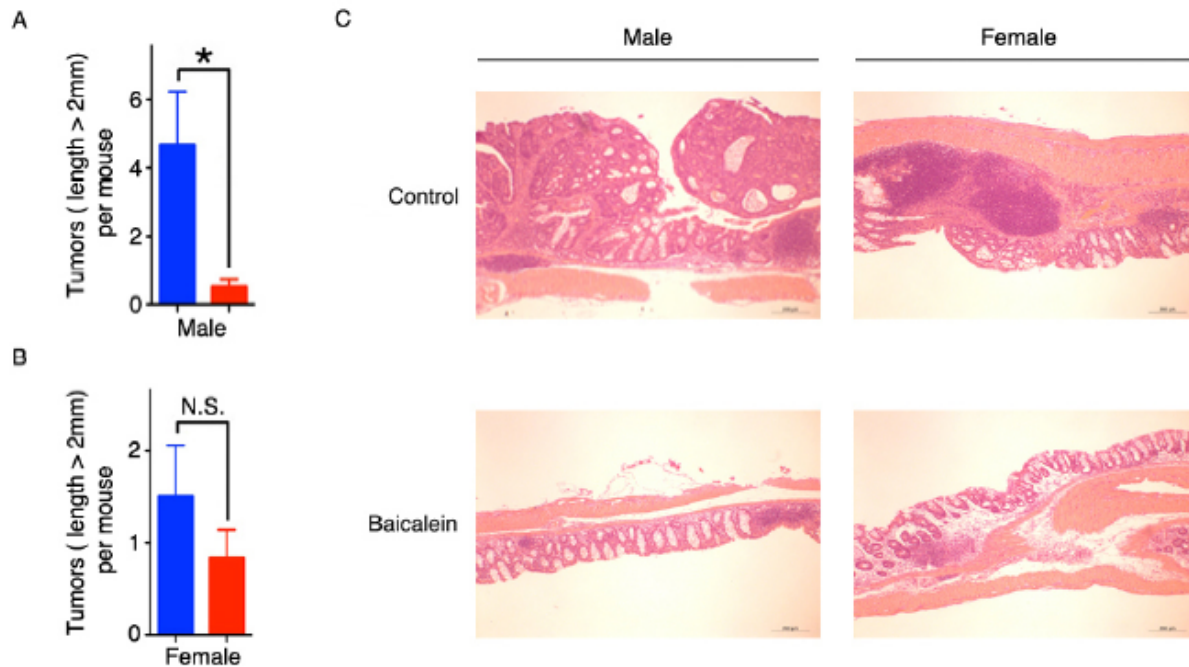 A
Tumors ( length > 2mm)
per mouse
6
4
2
0
*
Male
B
Tumors ( length > 2mm)
per mouse
2
1
0
N.S.
Female
C
Male
Female
Control
Baicalein